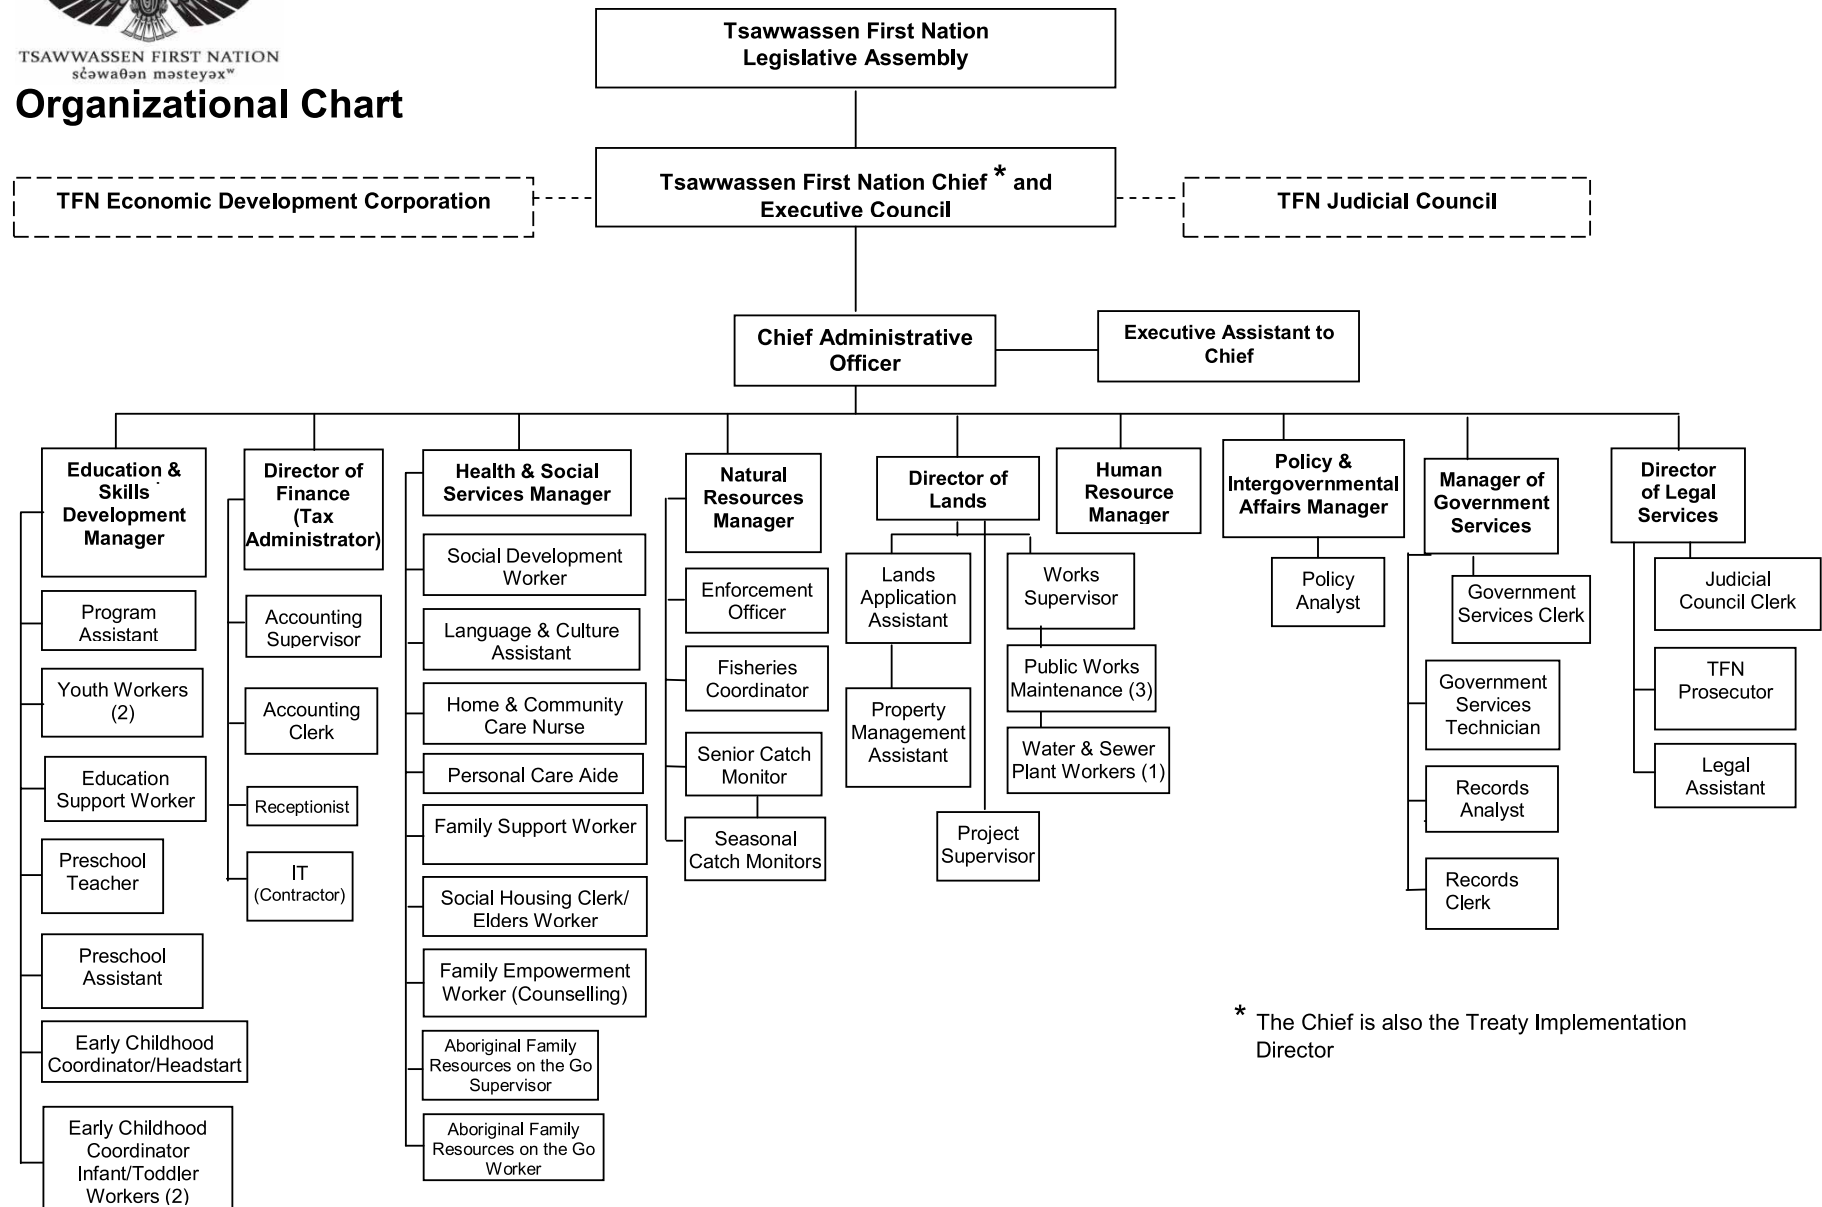 TSAWWASSEN FIRST NATION
sc̓əwaθən məsteyəxʷ
Organizational Chart
Tsawwassen First Nation
Legislative Assembly
TFN Economic Development Corporation
Tsawwassen First Nation Chief * and
Executive Council
TFN Judicial Council
Chief Administrative
Officer
Executive Assistant to
Chief
Education &
Skills
Development
Manager
Program
Assistant
Youth Workers
(2)
Education
Support Worker
Preschool
Teacher
Preschool
Assistant
Early Childhood
Coordinator/Headstart
Early Childhood
Coordinator
Infant/Toddler
Workers (2)
Director of
Finance
(Tax
Administrator)
Accounting
Supervisor
Accounting
Clerk
Receptionist
IT
(Contractor)
Health & Social
Services Manager
Social Development
Worker
Language & Culture
Assistant
Home & Community
Care Nurse
Personal Care Aide
Family Support Worker
Social Housing Clerk/
Elders Worker
Family Empowerment
Worker (Counselling)
Aboriginal Family
Resources on the Go
Supervisor
Aboriginal Family
Resources on the Go
Worker
Natural
Resources
Manager
Enforcement
Officer
Fisheries
Coordinator
Senior Catch
Monitor
Seasonal
Catch Monitors
Director of
Lands
Lands
Application
Assistant
Property
Management
Assistant
Works
Supervisor
Public Works
Maintenance (3)
Water & Sewer
Plant Workers (1)
Project
Supervisor
Human
Resource
Manager
Policy &
Intergovernmental
Affairs Manager
Policy
Analyst
Manager of
Government
Services
Government
Services Clerk
Government
Services
Technician
Records
Analyst
Records
Clerk
Director
of Legal
Services
Judicial
Council Clerk
TFN
Prosecutor
Legal
Assistant
* The Chief is also the Treaty Implementation
Director